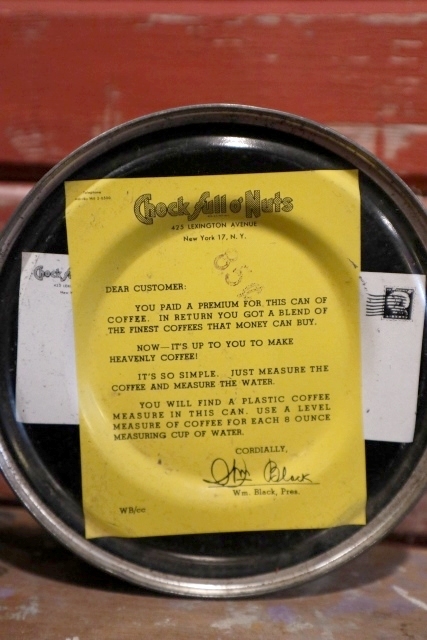 Chock full o' Nuts
425 LEXINGTON AVENUE
New York 17, N. Y.
DEAR CUSTOMER:
YOU PAID A PREMIUM FOR THIS CAN OF
COFFEE. IN RETURN YOU GOT A BLEND OF
THE FINEST COFFEES THAT MONEY CAN BUY.
NOW—IT'S UP TO YOU TO MAKE
HEAVENLY COFFEE!
IT'S SO SIMPLE. JUST MEASURE THE
COFFEE AND MEASURE THE WATER.
YOU WILL FIND A PLASTIC COFFEE
MEASURE IN THIS CAN. USE A LEVEL
MEASURE OF COFFEE FOR EACH 8 OUNCE
MEASURING CUP OF WATER.
CORDIALLY,
Wm Black
Wm. Black, Pres.
WB/cc